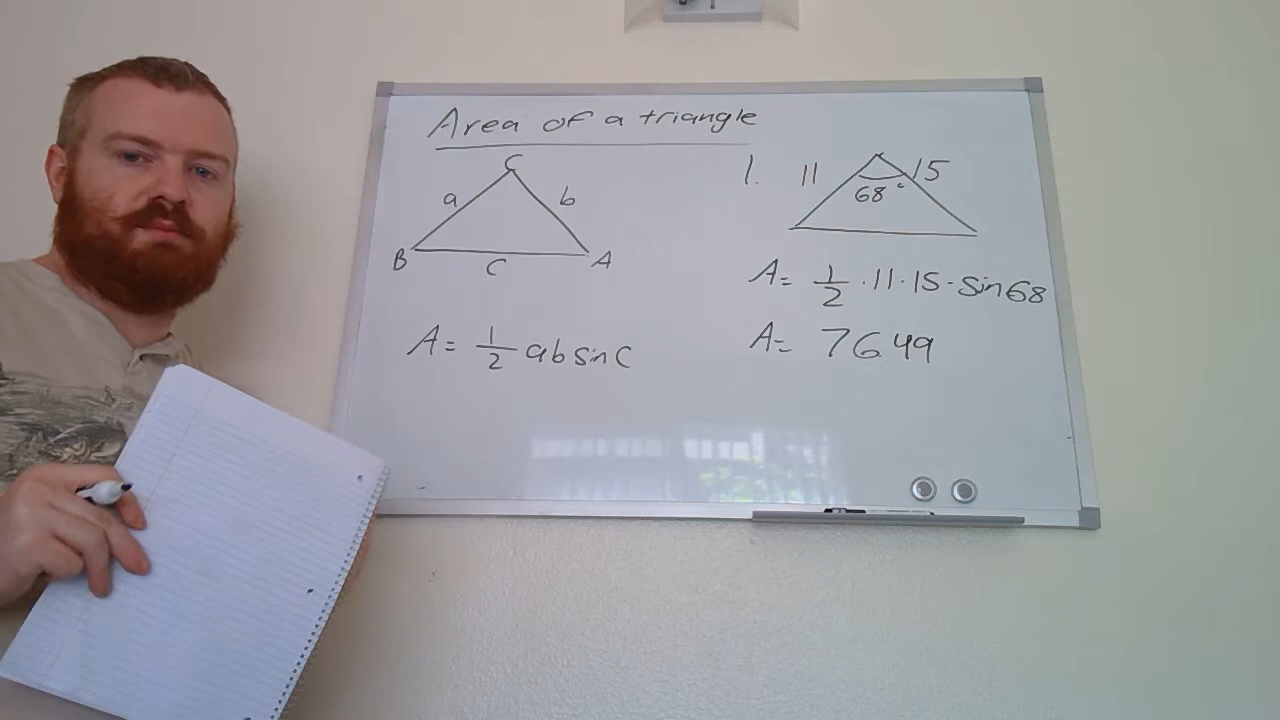 Area of a triangle
C
a b
B c A
A= 1/2 ab sin C
1. 11 15
68°
A= 1/2 · 11 · 15 · sin 68
A= 76.49